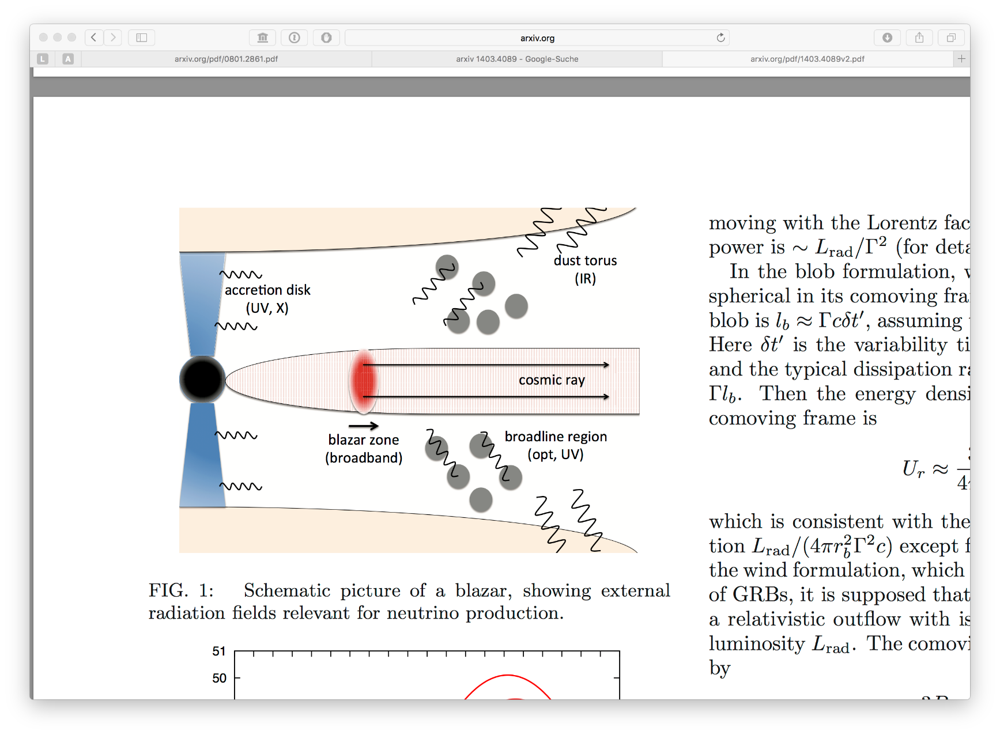 arxiv.org
L
A
arxiv.org/pdf/0801.2861.pdf
arxiv 1403.4089 - Google-Suche
arxiv.org/pdf/1403.4089v2.pdf
dust torus
(IR)
accretion disk
(UV, X)
cosmic ray
blazar zone
(broadband)
broadline region
(opt, UV)
FIG. 1: Schematic picture of a blazar, showing external
radiation fields relevant for neutrino production.
51
50
moving with the Lorentz fac
power is ∼ L_rad/Γ² (for deta
In the blob formulation,
spherical in its comoving fra
blob is l_b ≈ Γcδt′, assuming
Here δt′ is the variability ti
and the typical dissipation ra
Γl_b. Then the energy densi
comoving frame is
U_r ≈
4
which is consistent with the
tion L_rad/(4πr_b²Γ²c) except f
the wind formulation, which
of GRBs, it is supposed that
a relativistic outflow with is
luminosity L_rad. The comovi
by